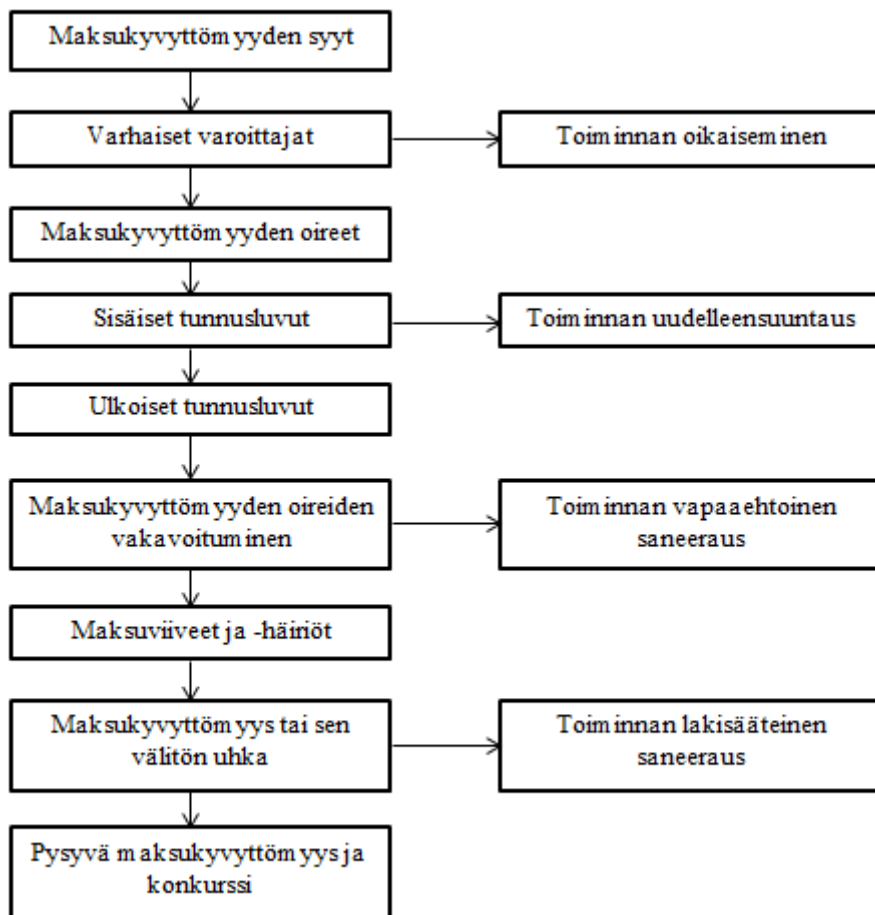 Maksukyvyttömyyden syyt
Varhaiset varoittajat
Toiminnan oikaiseminen
Maksukyvyttömyyden oireet
Sisäiset tunnusluvut
Toiminnan uudelleensuuntaus
Ulkoiset tunnusluvut
Maksukyvyttömyyden oireiden
vakavoituminen
Toiminnan vapaaehtoinen
saneeraus
Maksuviiveet ja -häiriöt
Maksukyvyttömyys tai sen
välitön uhka
Toiminnan lakisääteinen
saneeraus
Pysyvä maksukyvyttömyys ja
konkurssi